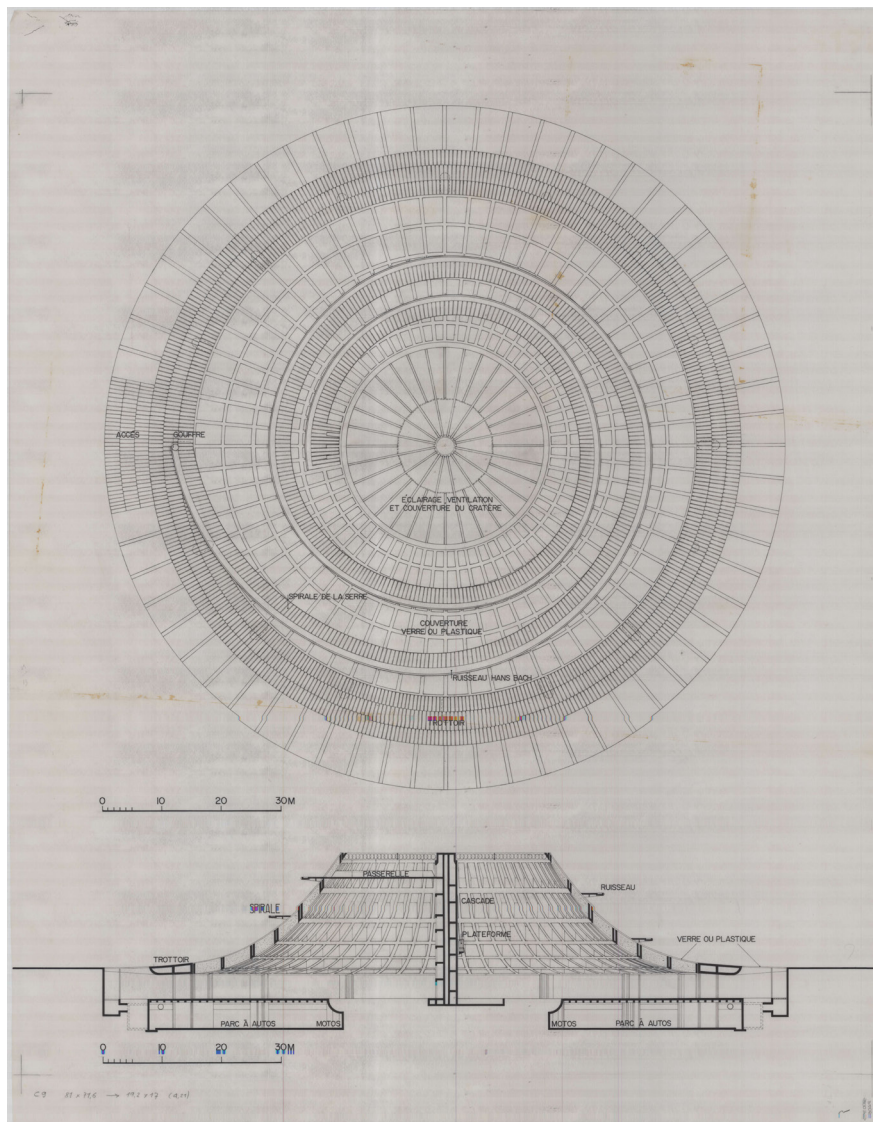 ACCÈS
GOUFFRE
ÉCLAIRAGE VENTILATION
ET COUVERTURE DU CRATÈRE
SPIRALE DE LA SERRE
COUVERTURE
VERRE OU PLASTIQUE
RUISSEAU HANS BACH
TROTTOIR
0 10 20 30M
PASSERELLE
RUISSEAU
SPIRALE
CASCADE
PLATEFORME
VERRE OU PLASTIQUE
TROTTOIR
PARC À AUTOS
MOTOS
MOTOS
PARC À AUTOS
0 10 20 30M